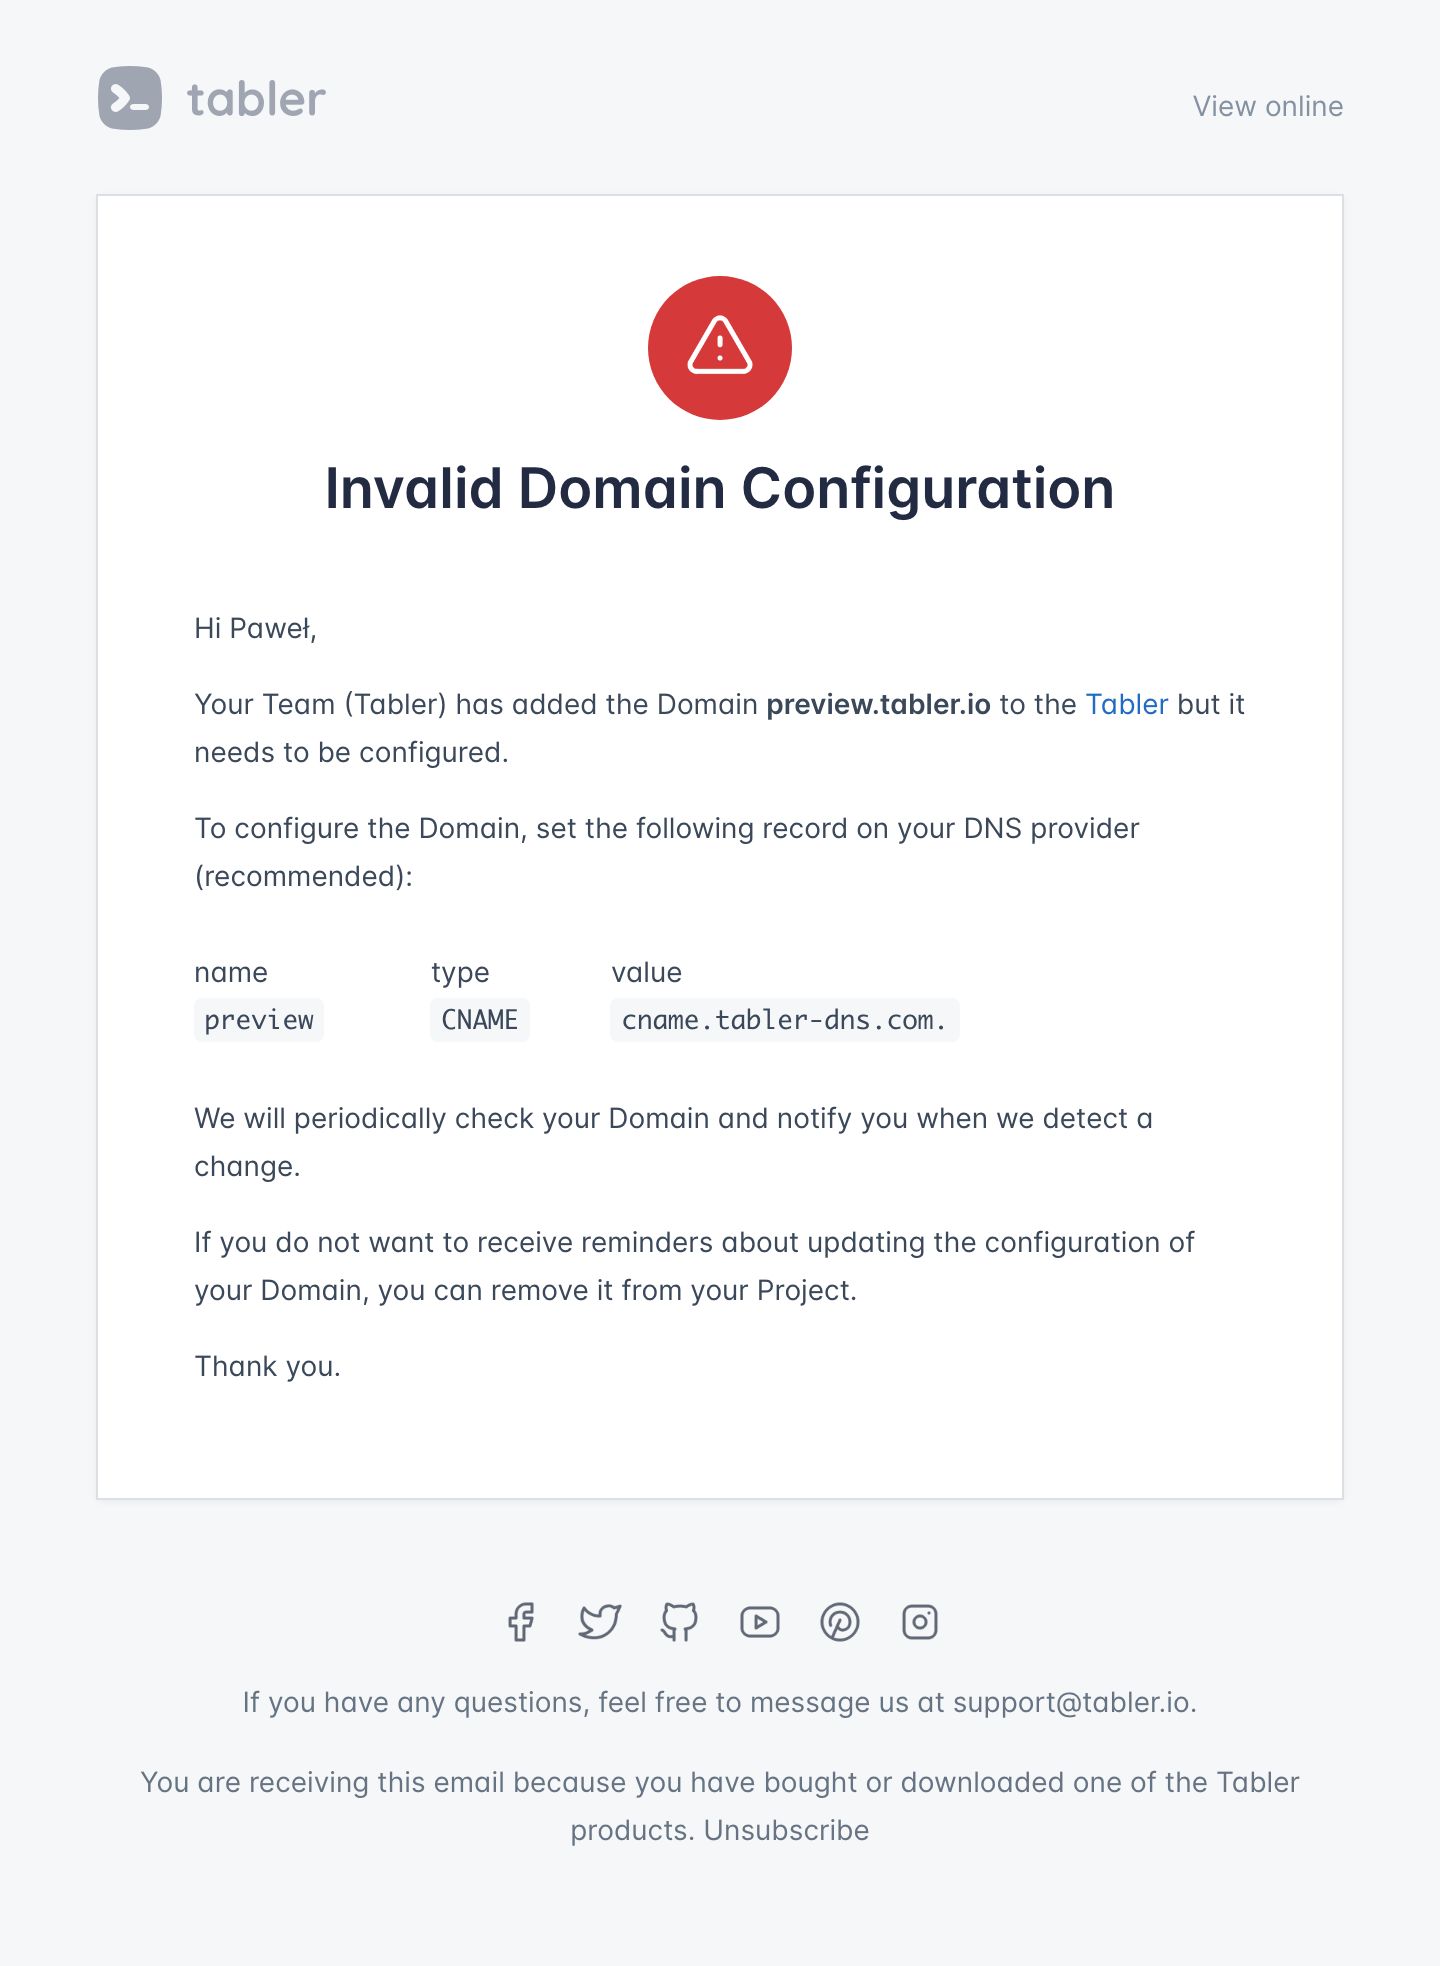 tabler
View online
Invalid Domain Configuration
Hi Paweł,
Your Team (Tabler) has added the Domain preview.tabler.io to the Tabler but it
needs to be configured.
To configure the Domain, set the following record on your DNS provider
(recommended):
name type value
preview CNAME cname.tabler-dns.com.
We will periodically check your Domain and notify you when we detect a
change.
If you do not want to receive reminders about updating the configuration of
your Domain, you can remove it from your Project.
Thank you.
If you have any questions, feel free to message us at support@tabler.io.
You are receiving this email because you have bought or downloaded one of the Tabler
products. Unsubscribe